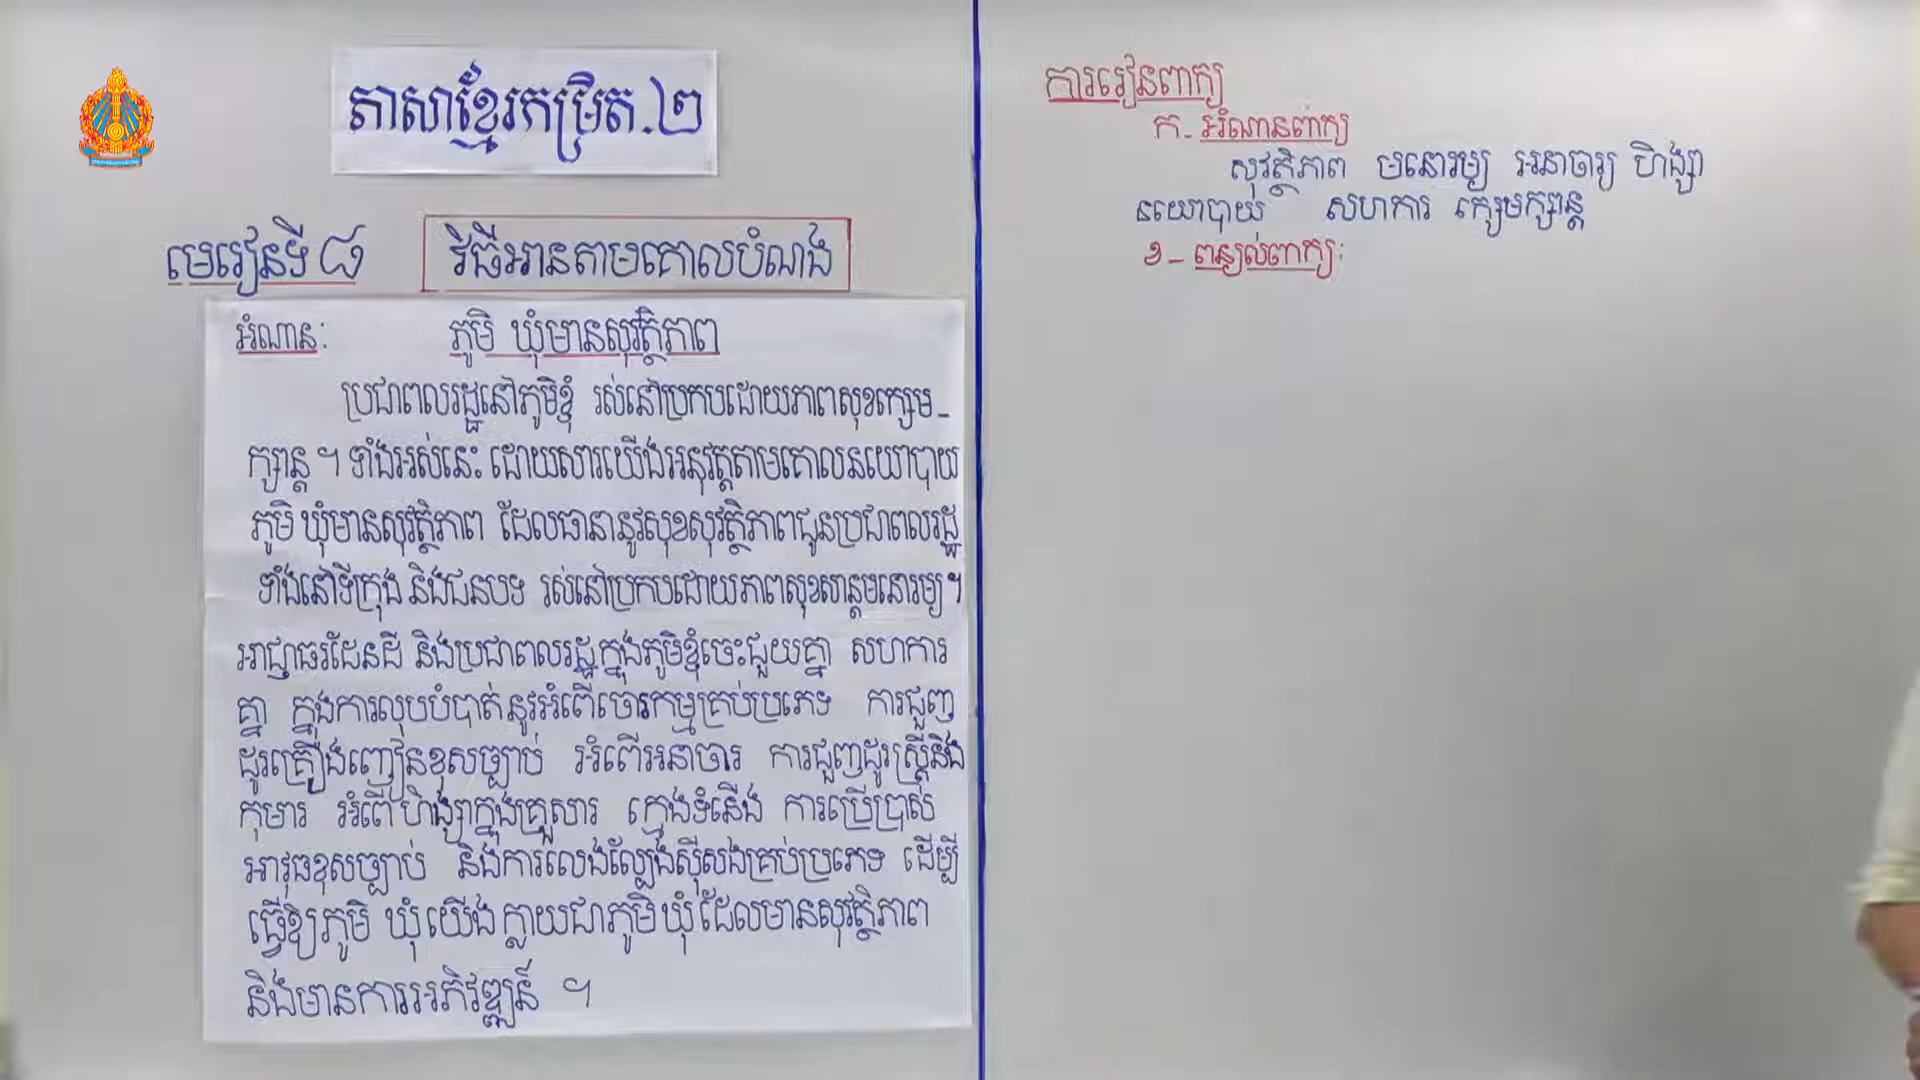 ភាសាខ្មែរកម្រិត.២
មេរៀនទី៨ វិធីអានតាមគោលបំណង
អំណាន: ភូមិ ឃុំមានសុវត្ថិភាព
ប្រជាពលរដ្ឋនៅភូមិខ្ញុំ រស់នៅប្រកបដោយភាពសុខក្សេម-
ក្សាន្ត ។ ទាំងអស់នេះ ដោយសារយើងអនុវត្តតាមគោលនយោបាយ
ភូមិ ឃុំមានសុវត្ថិភាព ដែលធានានូវសុខសុវត្ថិភាពជូនប្រជាពលរដ្ឋ
ទាំងនៅទីក្រុង និងជនបទ រស់នៅប្រកបដោយភាពសុខសាន្តមនោរម្យ។
អាជ្ញាធរដែនដី និងប្រជាពលរដ្ឋក្នុងភូមិខ្ញុំចេះជួយគ្នា សហការ
គ្នា ក្នុងការលុបបំបាត់នូវអំពើចោរកម្មគ្រប់ប្រភេទ ការជួញ
ដូរគ្រឿងញៀនខុសច្បាប់ អំពើអនាចារ ការជួញដូរស្ត្រីនិង
កុមារ អំពើហិង្សាក្នុងគ្រួសារ ក្មេងទំនើង ការប្រើប្រាស់
អាវុធខុសច្បាប់ និងការលេងល្បែងស៊ីសងគ្រប់ប្រភេទ ដើម្បី
ធ្វើឱ្យភូមិ ឃុំយើងក្លាយជាភូមិឃុំដែលមានសុវត្ថិភាព
និងមានការអភិវឌ្ឍន៍ ។
ការរៀនពាក្យ
ក- អំណានពាក្យ
សុវត្ថិភាព មនោរម្យ អនាចារ្យ ហិង្សា
នយោបាយ សហការ ក្សេមក្សាន្ត
ខ- ពន្យល់ពាក្យ: